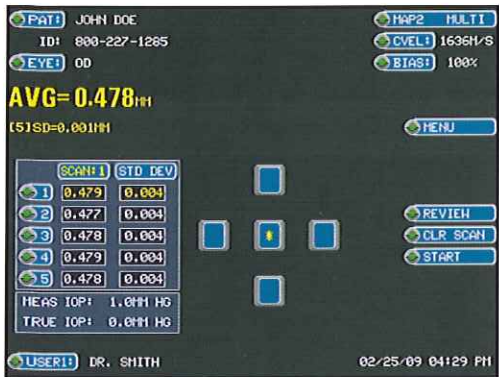 PAT: JOHN DOE
MAP2 MULTI
ID: 800-227-1285
CVEL: 1636M/S
EYE: OD
BIAS: 100%
AVG= 0.478MM
[5]SD=0.001MM
MENU
SCAN: 1 STD DEV
1) 0.479 0.004
2) 0.477 0.004
3) 0.478 0.004
4) 0.479 0.004
5) 0.478 0.004
REVIEW
CLR SCAN
START
MEAS IOP: 1.0MM HG
TRUE IOP: 0.0MM HG
USER1: DR. SMITH
02/25/09 04:29 PM